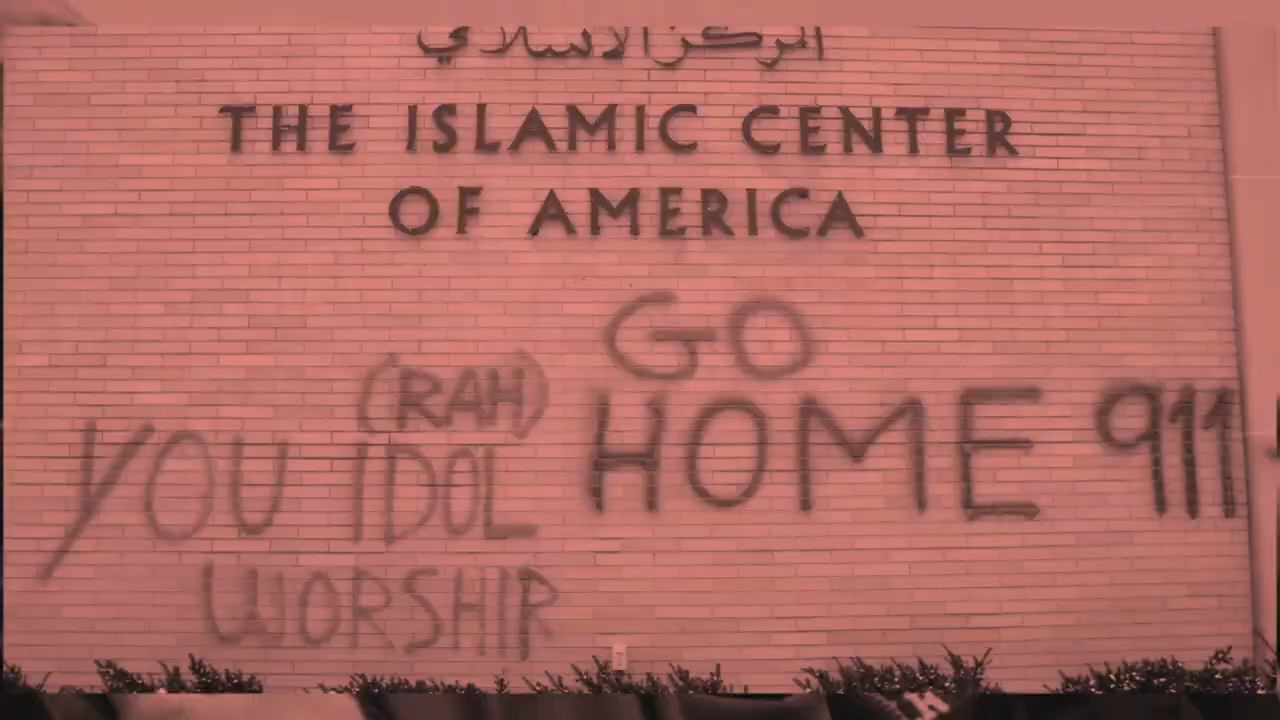 المركز الاسلامي
THE ISLAMIC CENTER
OF AMERICA
GO
HOME 911
(RAH)
YOU IDOL
WORSHIP